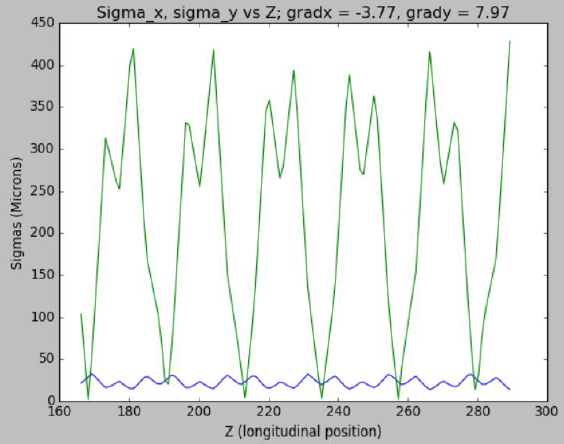 Sigma_x, sigma_y vs Z; gradx = -3.77, grady = 7.97
450
400
350
300
250
200
150
100
50
0
Sigmas (Microns)
160 180 200 220 240 260 280 300
Z (longitudinal position)